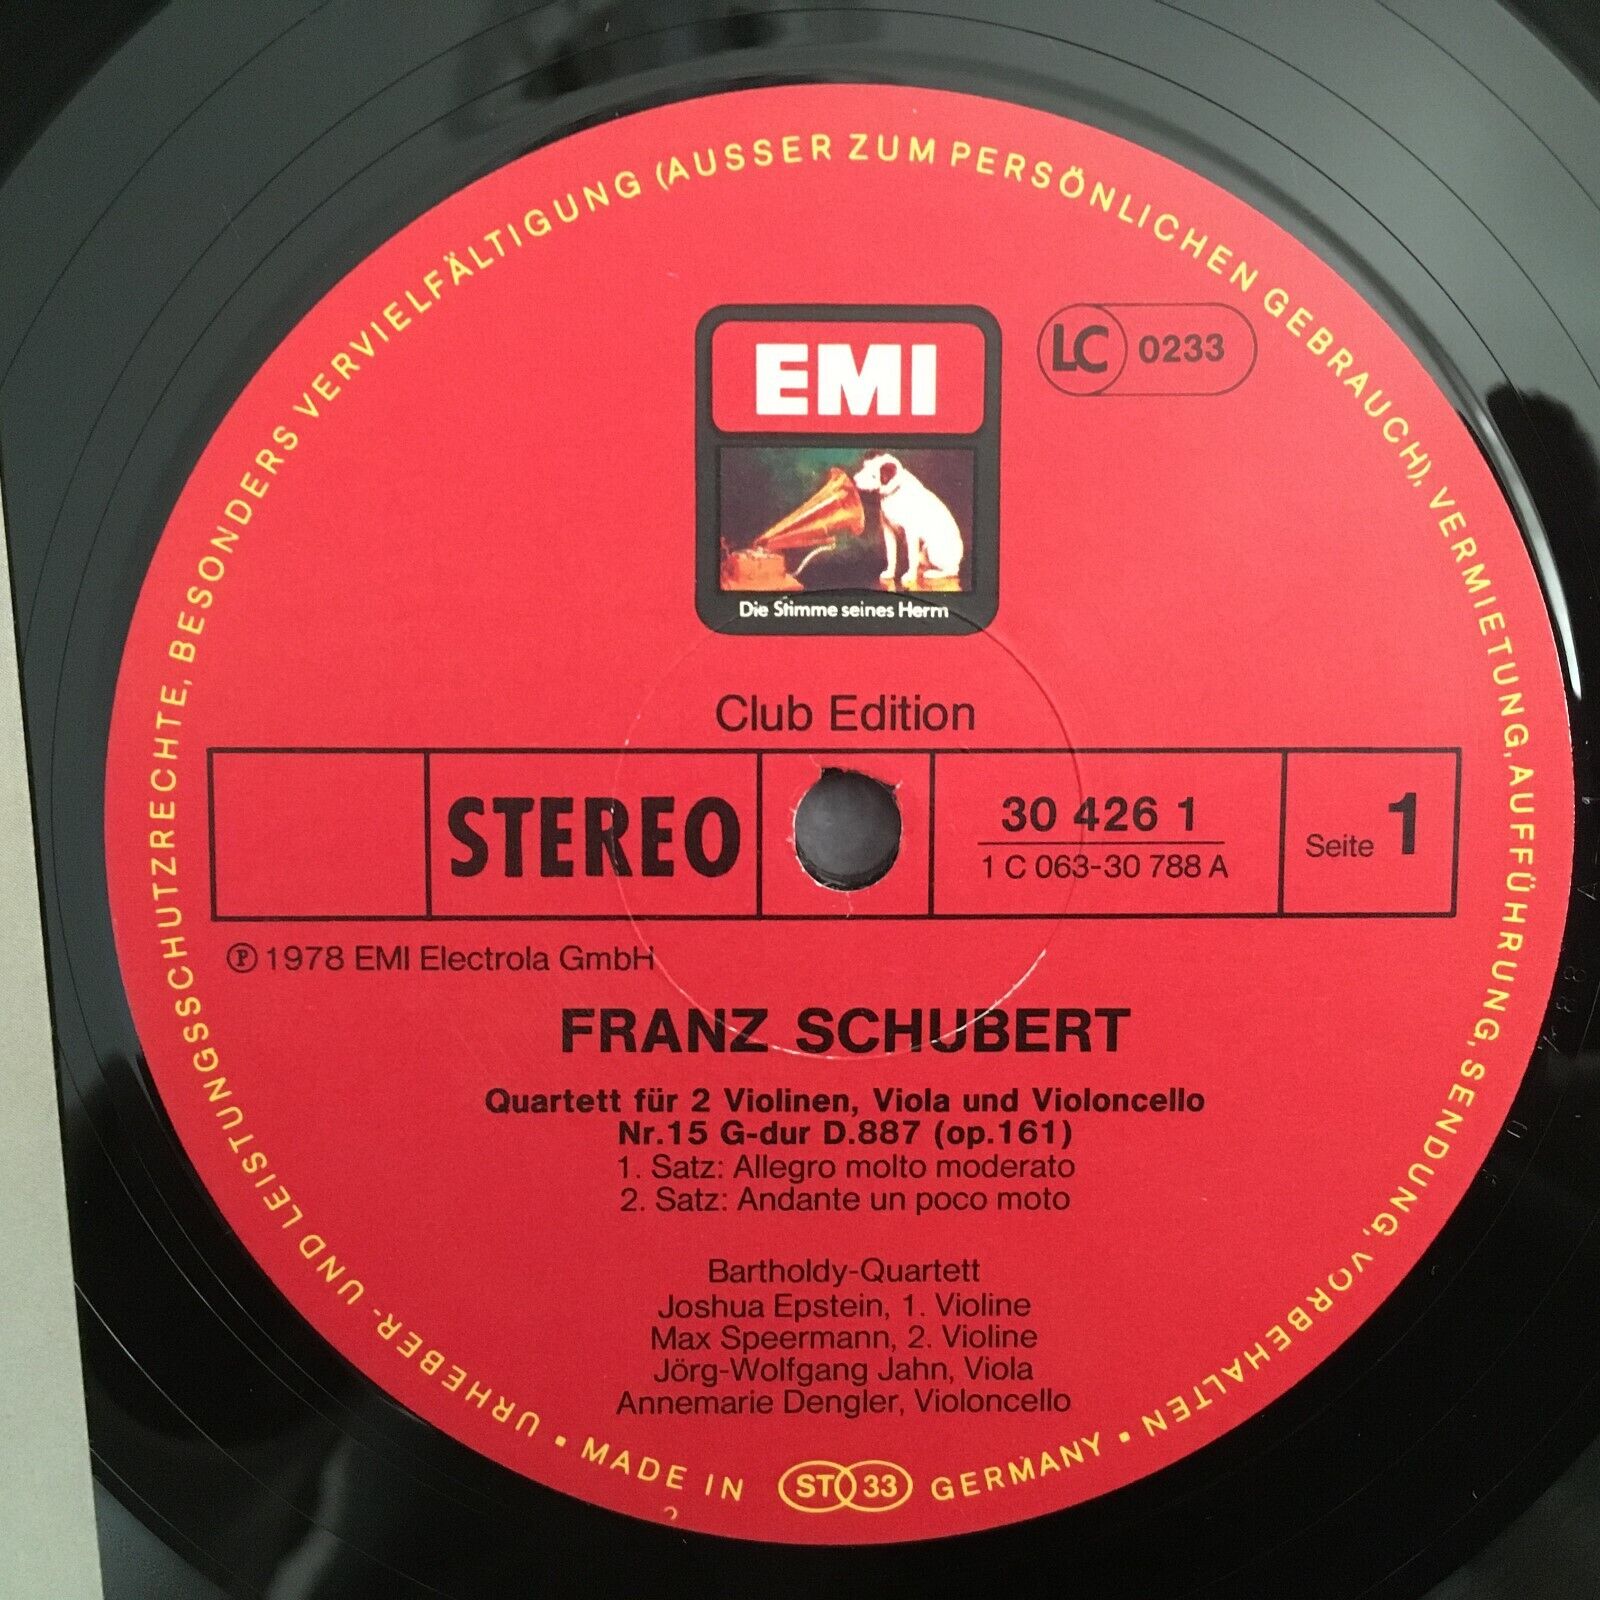 URHEBER- UND LEISTUNGSSCHUTZRECHTE, BESONDERS VERVIELFÄLTIGUNG (AUSSER ZUM PERSÖNLICHEN GEBRAUCH), VERMIETUNG, AUFFÜHRUNG, SENDUNG, VORBEHALTEN • MADE IN ST 33 GERMANY •
EMI
LC 0233
Die Stimme seines Herrn
Club Edition
STEREO
30 426 1
1 C 063-30 788 A
Seite 1
℗ 1978 EMI Electrola GmbH
FRANZ SCHUBERT
Quartett für 2 Violinen, Viola und Violoncello
Nr.15 G-dur D.887 (op.161)
1. Satz: Allegro molto moderato
2. Satz: Andante un poco moto
Bartholdy-Quartett
Joshua Epstein, 1. Violine
Max Speermann, 2. Violine
Jörg-Wolfgang Jahn, Viola
Annemarie Dengler, Violoncello